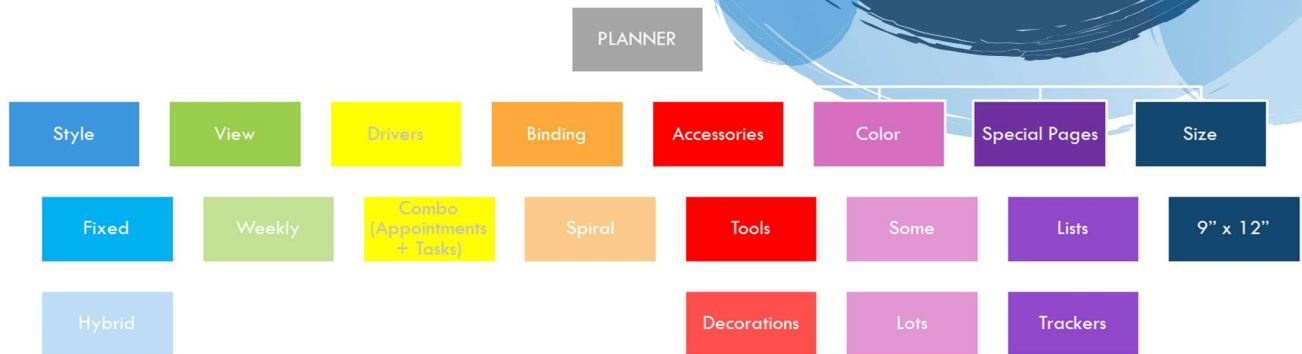 PLANNER
Style
View
Drivers
Binding
Accessories
Color
Special Pages
Size
Fixed
Weekly
Combo
(Appointments
+ Tasks)
Spiral
Tools
Some
Lists
9” x 12”
Hybrid
Decorations
Lots
Trackers